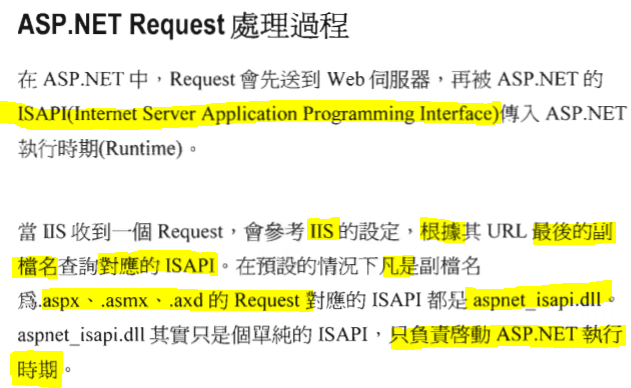 ASP.NET Request 處理過程
在 ASP.NET 中，Request 會先送到 Web 伺服器，再被 ASP.NET 的
ISAPI(Internet Server Application Programming Interface)傳入 ASP.NET
執行時期(Runtime)。
當 IIS 收到一個 Request，會參考 IIS 的設定，根據其 URL 最後的副
檔名查詢對應的 ISAPI。在預設的情況下凡是副檔名
爲.aspx、.asmx、.axd 的 Request 對應的 ISAPI 都是 aspnet_isapi.dll。
aspnet_isapi.dll 其實只是個單純的 ISAPI，只負責啓動 ASP.NET 執行
時期。